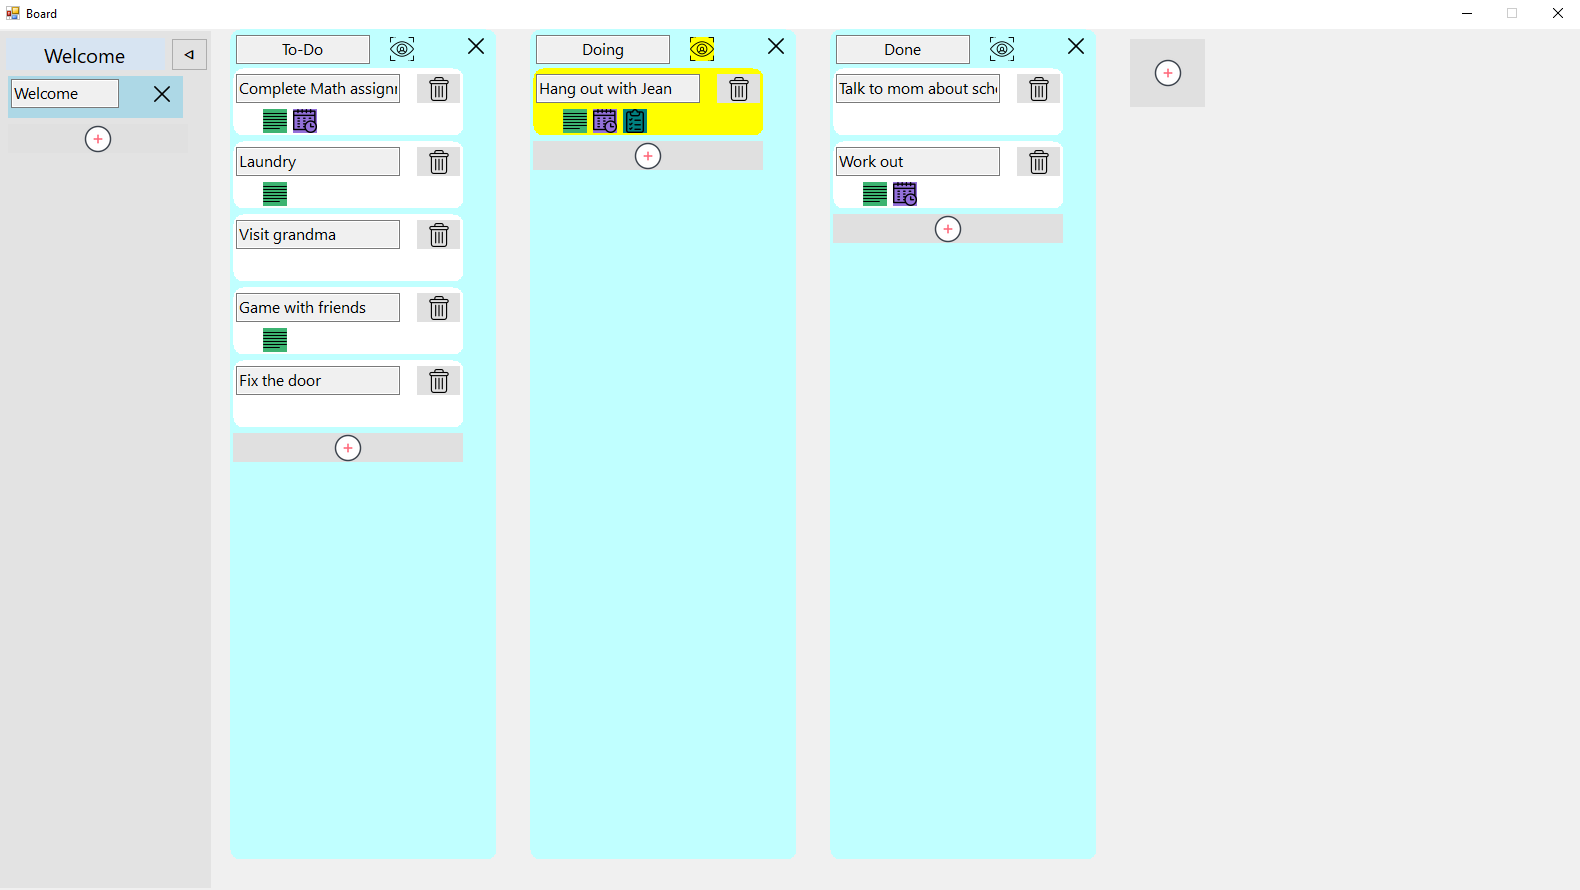 Board
Welcome
Welcome
To-Do
Complete Math assign
Laundry
Visit grandma
Game with friends
Fix the door
Doing
Hang out with Jean
Done
Talk to mom about sch
Work out